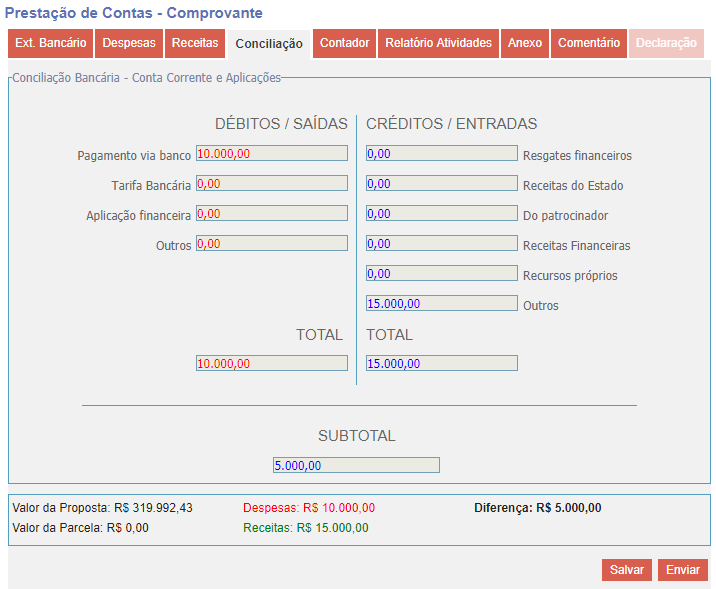 Prestação de Contas - Comprovante
Ext. Bancário Despesas Receitas Conciliação Contador Relatório Atividades Anexo Comentário Declaração
Conciliação Bancária - Conta Corrente e Aplicações
DÉBITOS / SAÍDAS CRÉDITOS / ENTRADAS
Pagamento via banco 10.000,00 0,00 Resgates financeiros
Tarifa Bancária 0,00 0,00 Receitas do Estado
Aplicação financeira 0,00 0,00 Do patrocinador
Outros 0,00 0,00 Receitas Financeiras
0,00 Recursos próprios
15.000,00 Outros
TOTAL TOTAL
10.000,00 15.000,00
SUBTOTAL
5.000,00
Valor da Proposta: R$ 319.992,43 Despesas: R$ 10.000,00 Diferença: R$ 5.000,00
Valor da Parcela: R$ 0,00 Receitas: R$ 15.000,00
Salvar Enviar